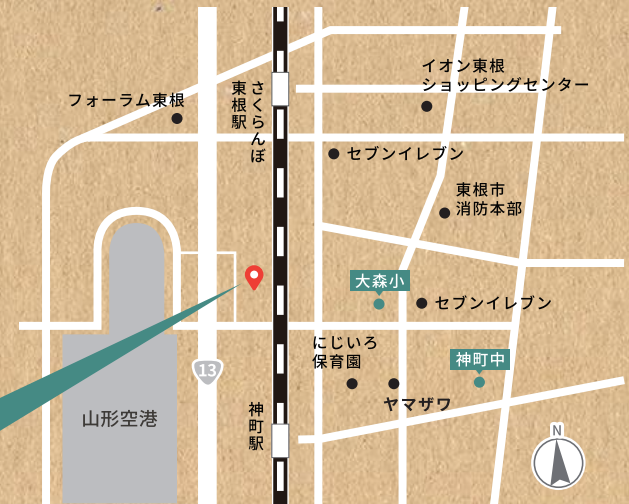 イオン東根
ショッピングセンター
フォーラム東根
さくらんぼ
東根駅
セブンイレブン
東根市
消防本部
大森小
セブンイレブン
にじいろ
保育園
神町中
13
ヤマザワ
山形空港
神町駅
N